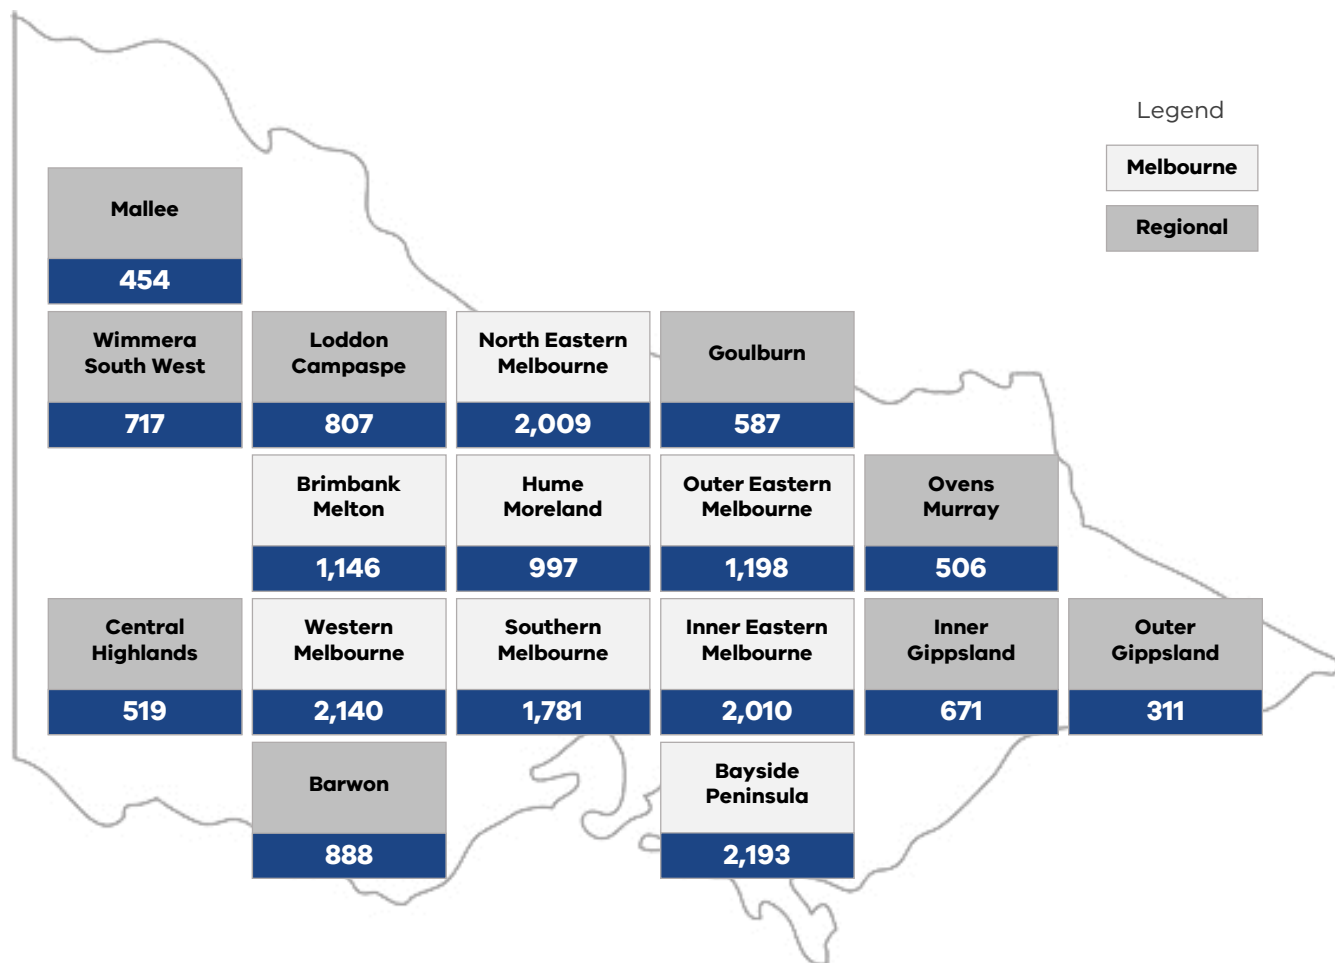 Legend
Melbourne
Regional
Mallee
454
Wimmera
South West
717
Loddon
Campaspe
807
North Eastern
Melbourne
2,009
Goulburn
587
Brimbank
Melton
1,146
Hume
Moreland
997
Outer Eastern
Melbourne
1,198
Ovens
Murray
506
Central
Highlands
519
Western
Melbourne
2,140
Southern
Melbourne
1,781
Inner Eastern
Melbourne
2,010
Inner
Gippsland
671
Outer
Gippsland
311
Barwon
888
Bayside
Peninsula
2,193